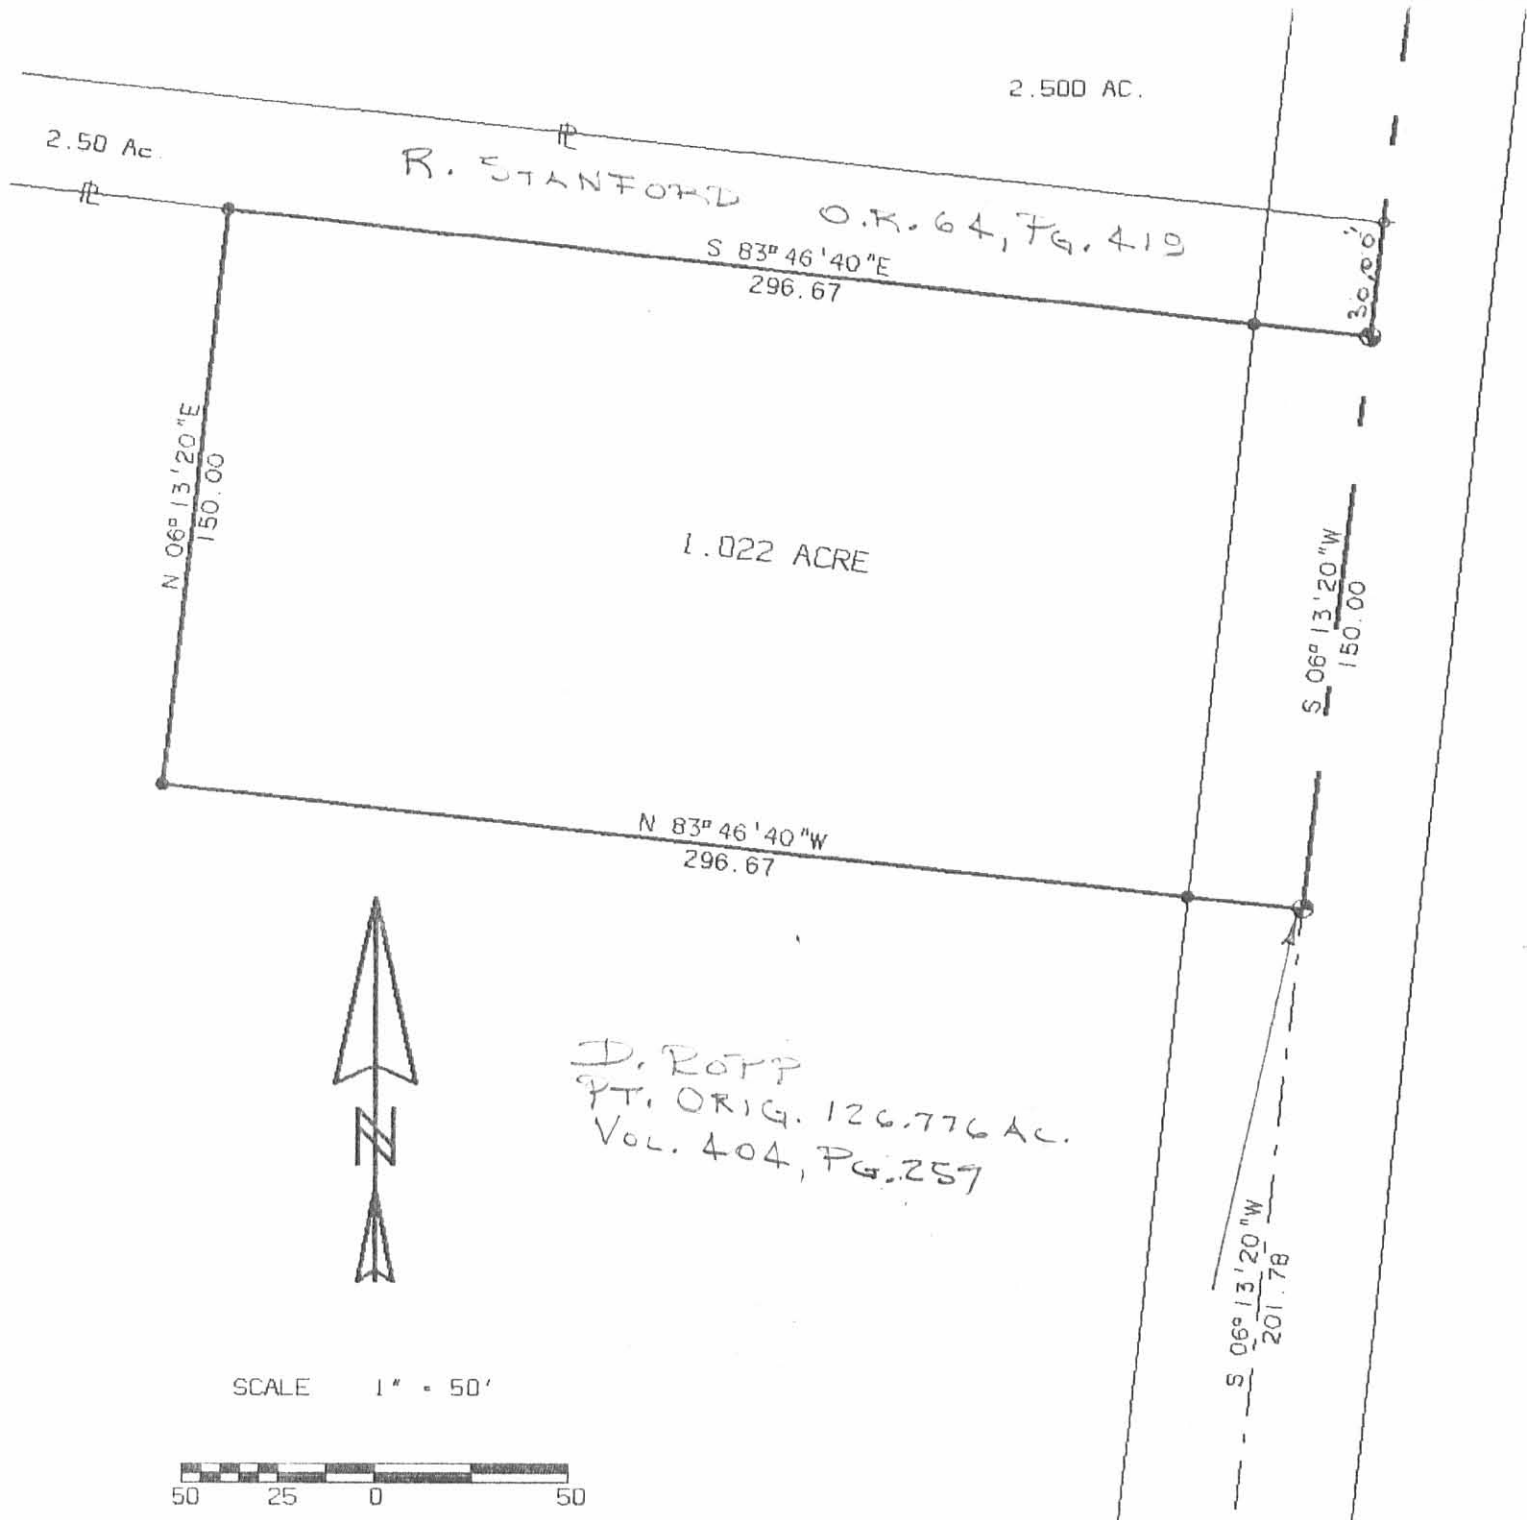 2.500 AC.
2.50 Ac.
R. STANFORD O.R. 64, PG. 419
30.00'
S 83° 46'40"E
296.67
N 06° 13'20"E
150.00
1.022 ACRE
S 06° 13'20"W
150.00
N 83° 46'40"W
296.67
N
D. ROPP
PT. ORIG. 126.776 AC.
VOL. 404, PG. 259
S 06° 13'20"W
201.78
SCALE 1" = 50'
50 25 0 50